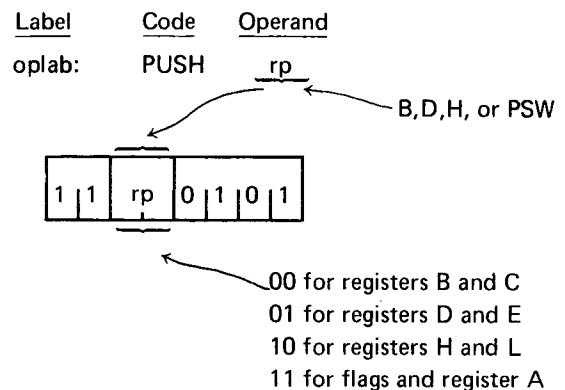 Label Code Operand
oplab: PUSH rp
B,D,H, or PSW
1 1 rp 0 1 0 1
00 for registers B and C
01 for registers D and E
10 for registers H and L
11 for flags and register A